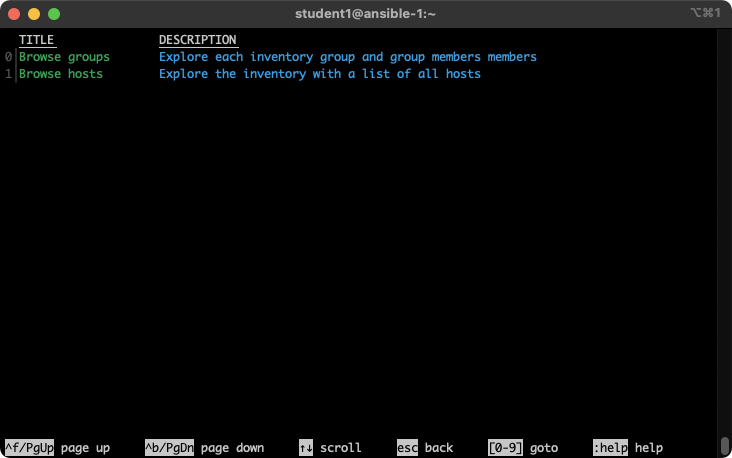 student1@ansible-1:~ ⌥⌘1
TITLE DESCRIPTION
0 Browse groups Explore each inventory group and group members members
1 Browse hosts Explore the inventory with a list of all hosts
^f/PgUp page up ^b/PgDn page down ↑↓ scroll esc back [0-9] goto :help help